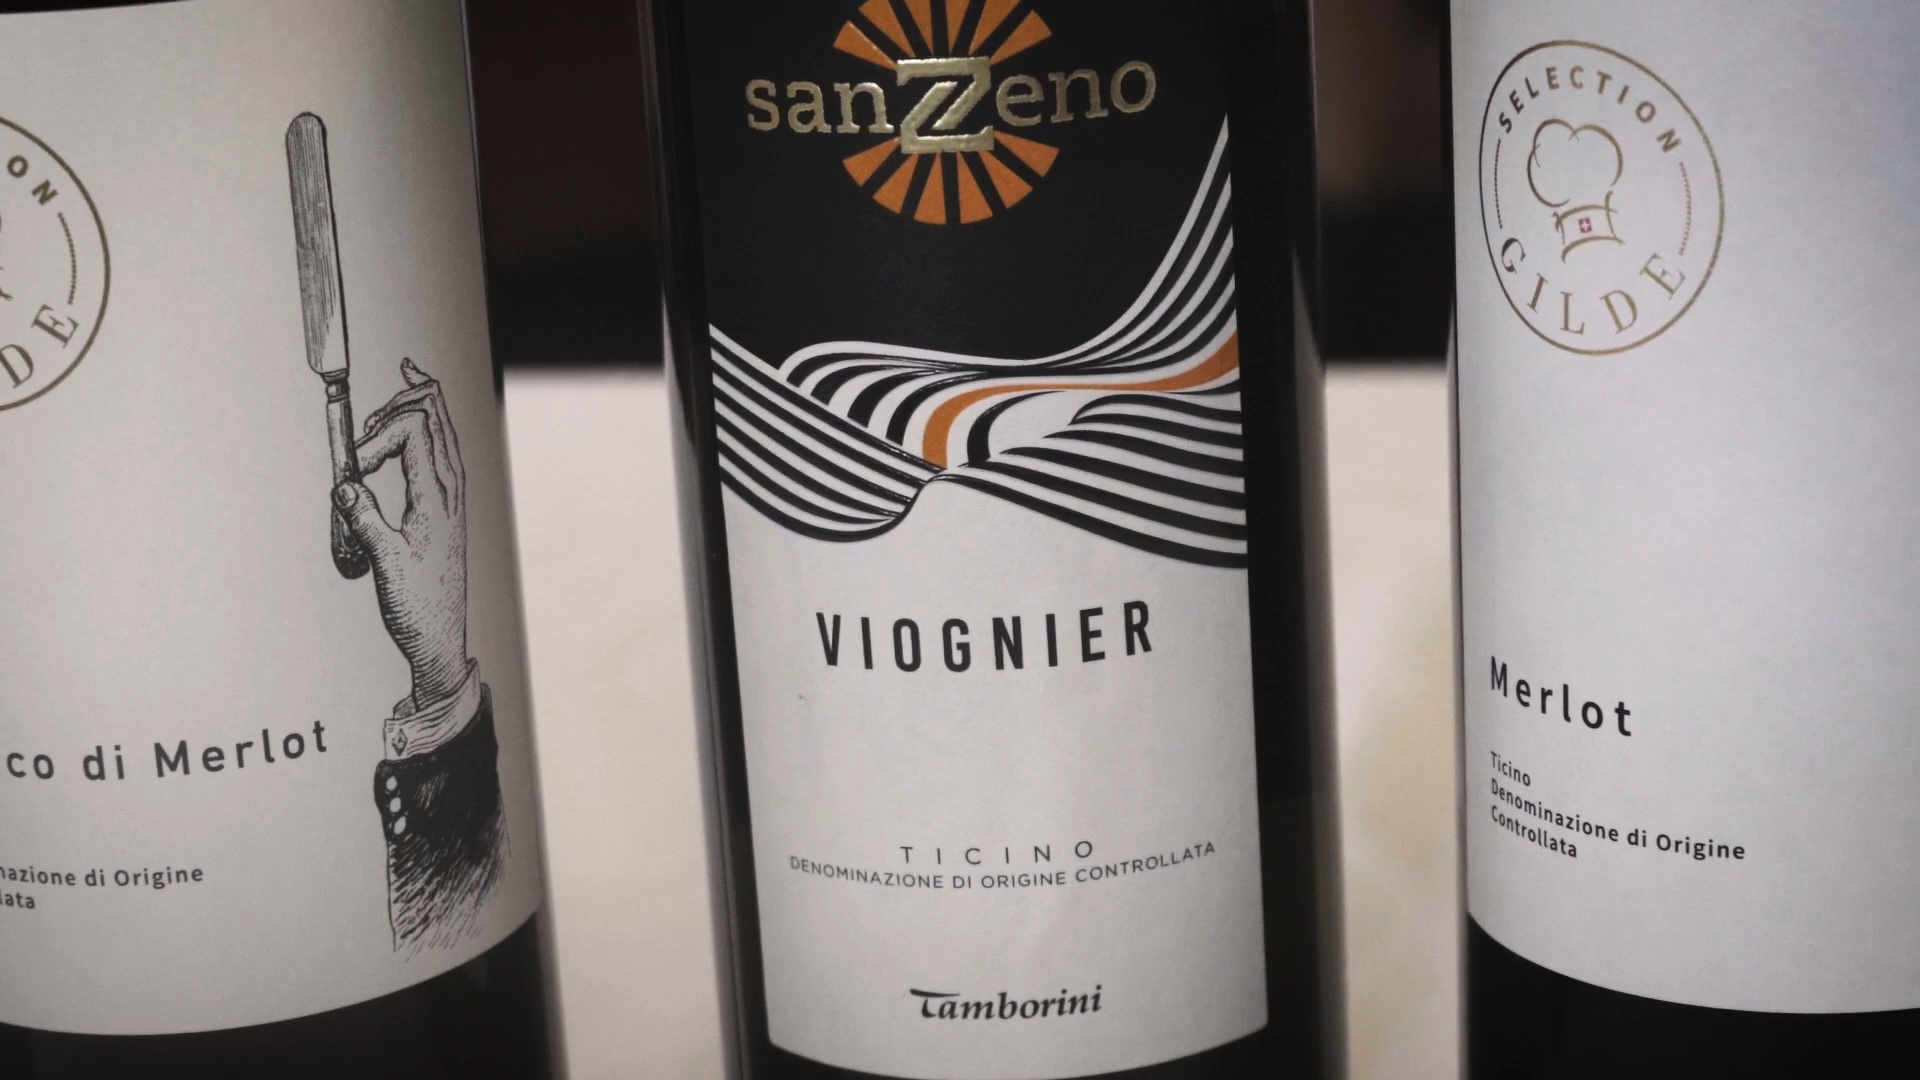 ON
DE
co di Merlot
azione di Origine
lata
sanZeno
VIOGNIER
TICINO
DENOMINAZIONE DI ORIGINE CONTROLLATA
Tamborini
SELECTION
GILDE
Merlot
Ticino
Denominazione di Origine
Controllata